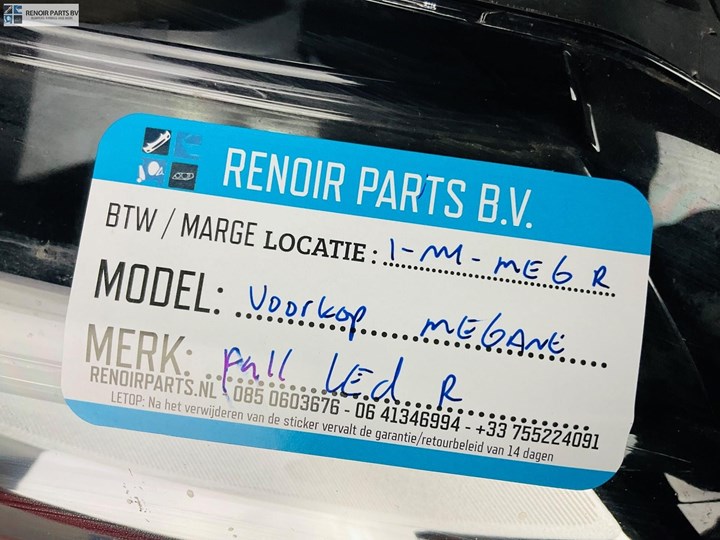 RENOIR PARTS BV
RENOIR PARTS B.V.
BTW / MARGE LOCATIE: 1-M-MEG R
MODEL: Voorkop MEGANE
MERK: Full LEd R
RENOIRPARTS.NL - 085 0603676 - 06 41346994 - +33 755224091
LETOP: Na het verwijderen van de sticker vervalt de garantie/retourbeleid van 14 dagen